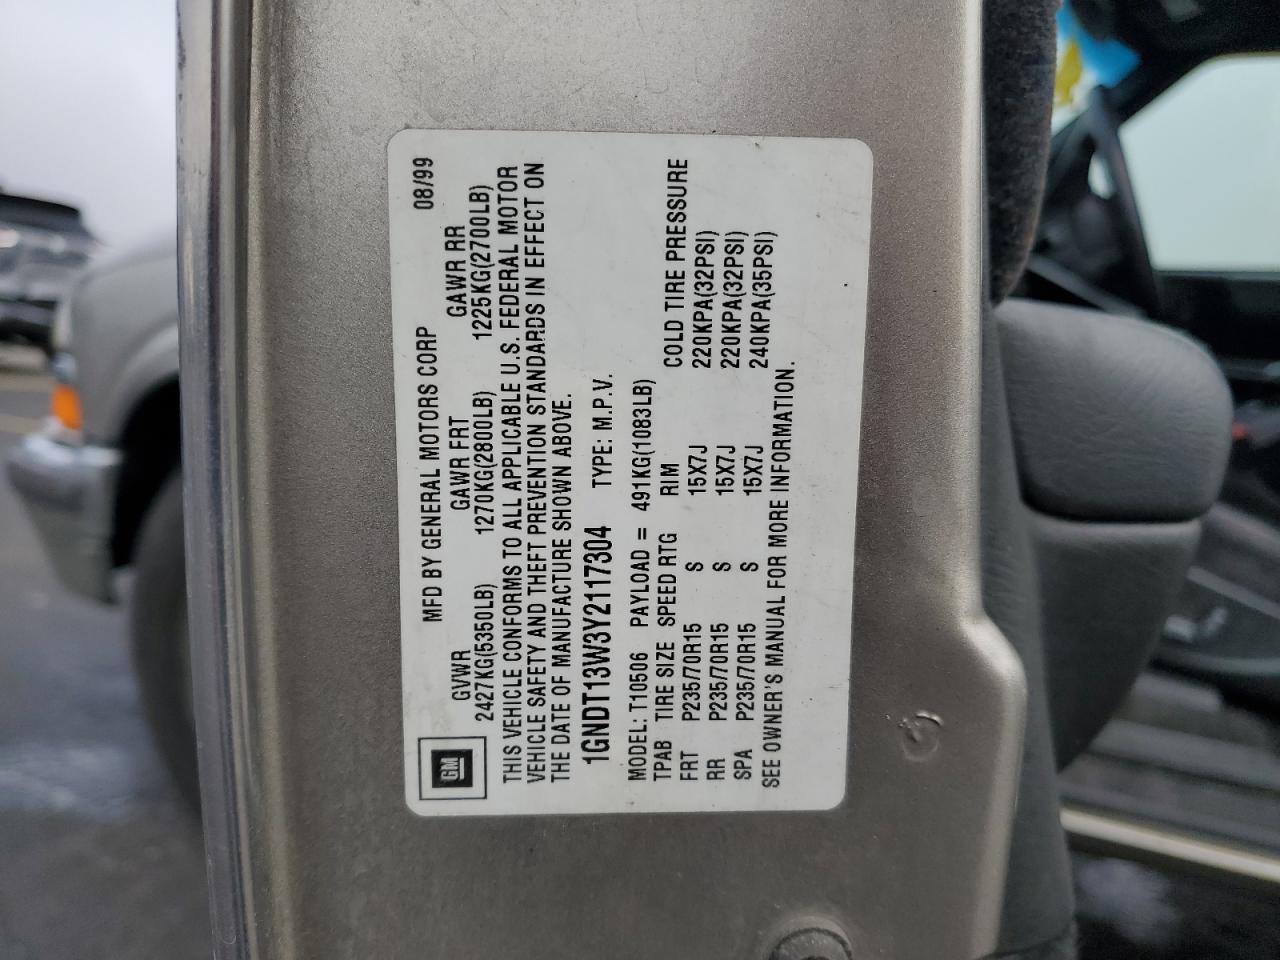 GM
MFD BY GENERAL MOTORS CORP 08/99
GVWR GAWR FRT GAWR RR
2427KG(5350LB) 1270KG(2800LB) 1225KG(2700LB)
THIS VEHICLE CONFORMS TO ALL APPLICABLE U.S. FEDERAL MOTOR
VEHICLE SAFETY AND THEFT PREVENTION STANDARDS IN EFFECT ON
THE DATE OF MANUFACTURE SHOWN ABOVE.
1GNDT13W3Y2117304 TYPE: M.P.V.
MODEL: T10506 PAYLOAD = 491KG(1083LB)
TPAB TIRE SIZE SPEED RTG RIM COLD TIRE PRESSURE
FRT P235/70R15 S 15X7J 220KPA(32PSI)
RR P235/70R15 S 15X7J 220KPA(32PSI)
SPA P235/70R15 S 15X7J 240KPA(35PSI)
SEE OWNER'S MANUAL FOR MORE INFORMATION.